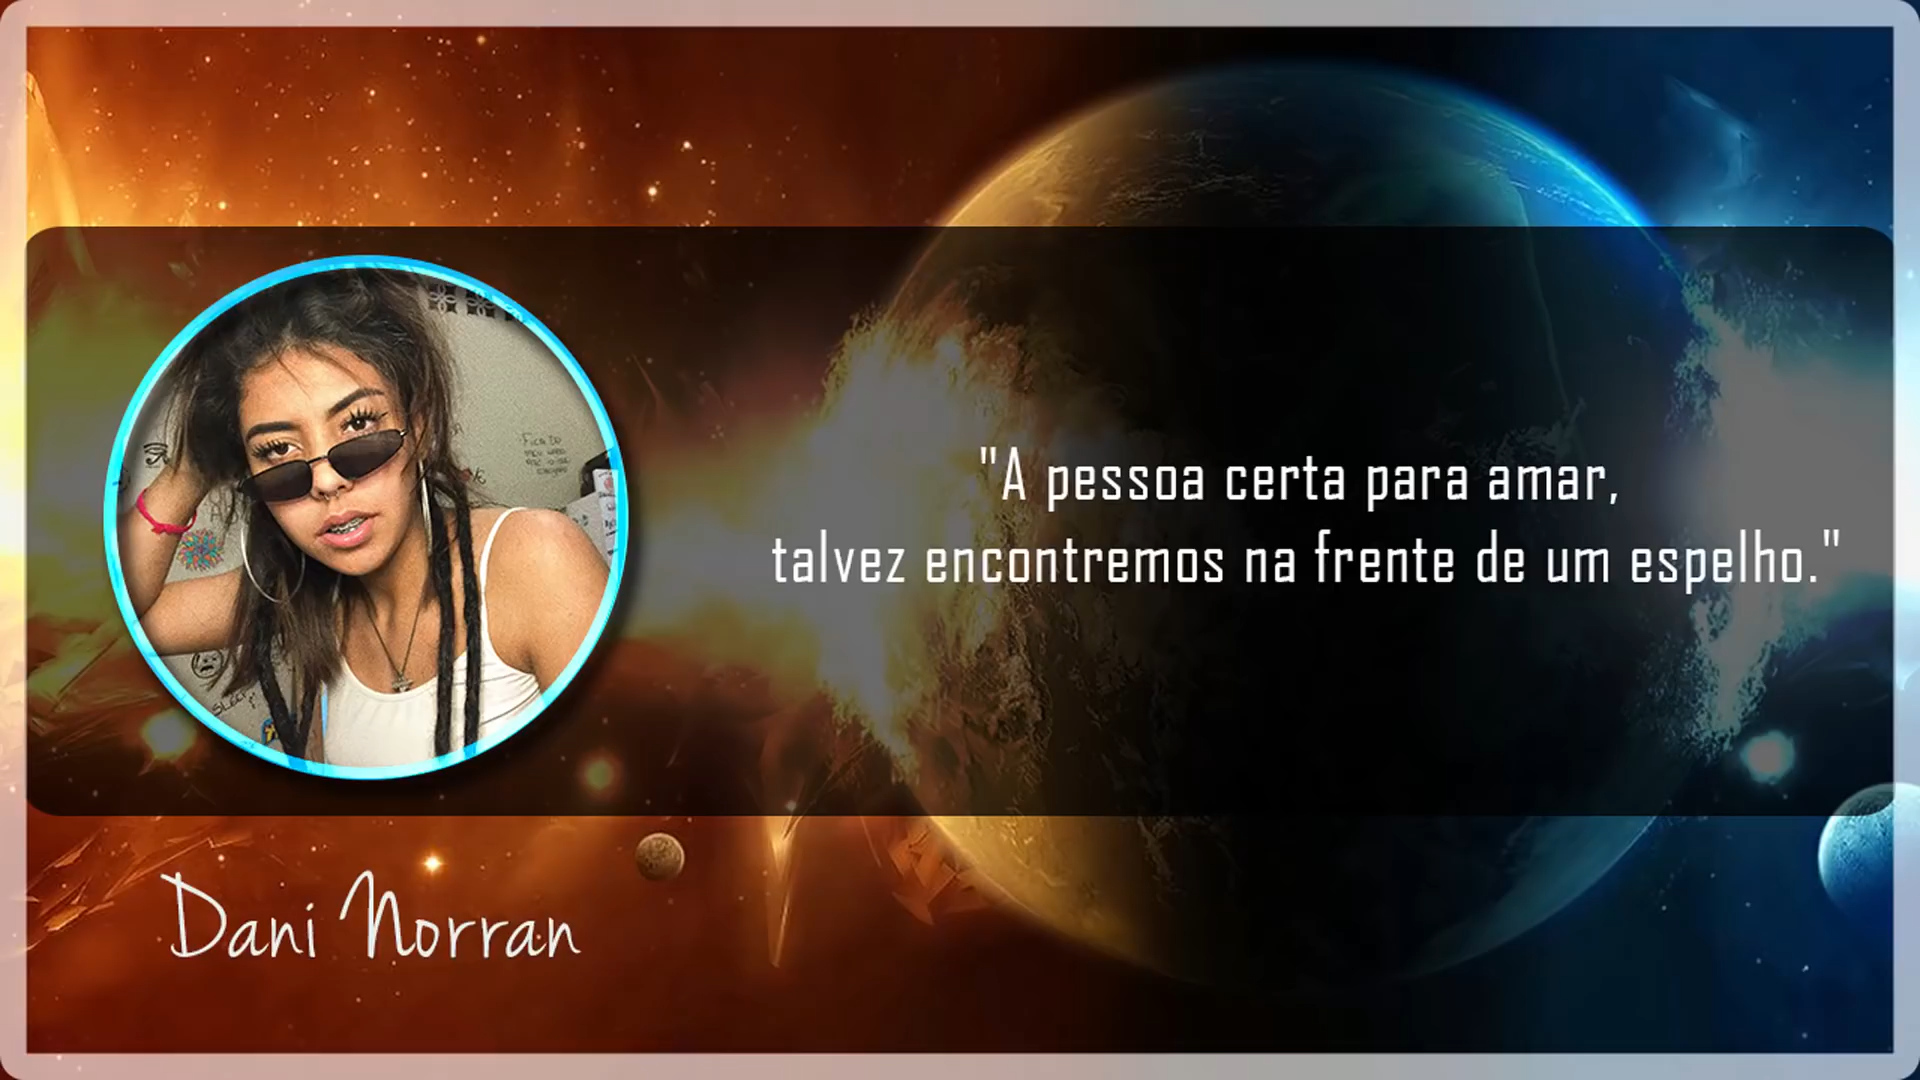 "A pessoa certa para amar,
talvez encontremos na frente de um espelho."
Dani Norran